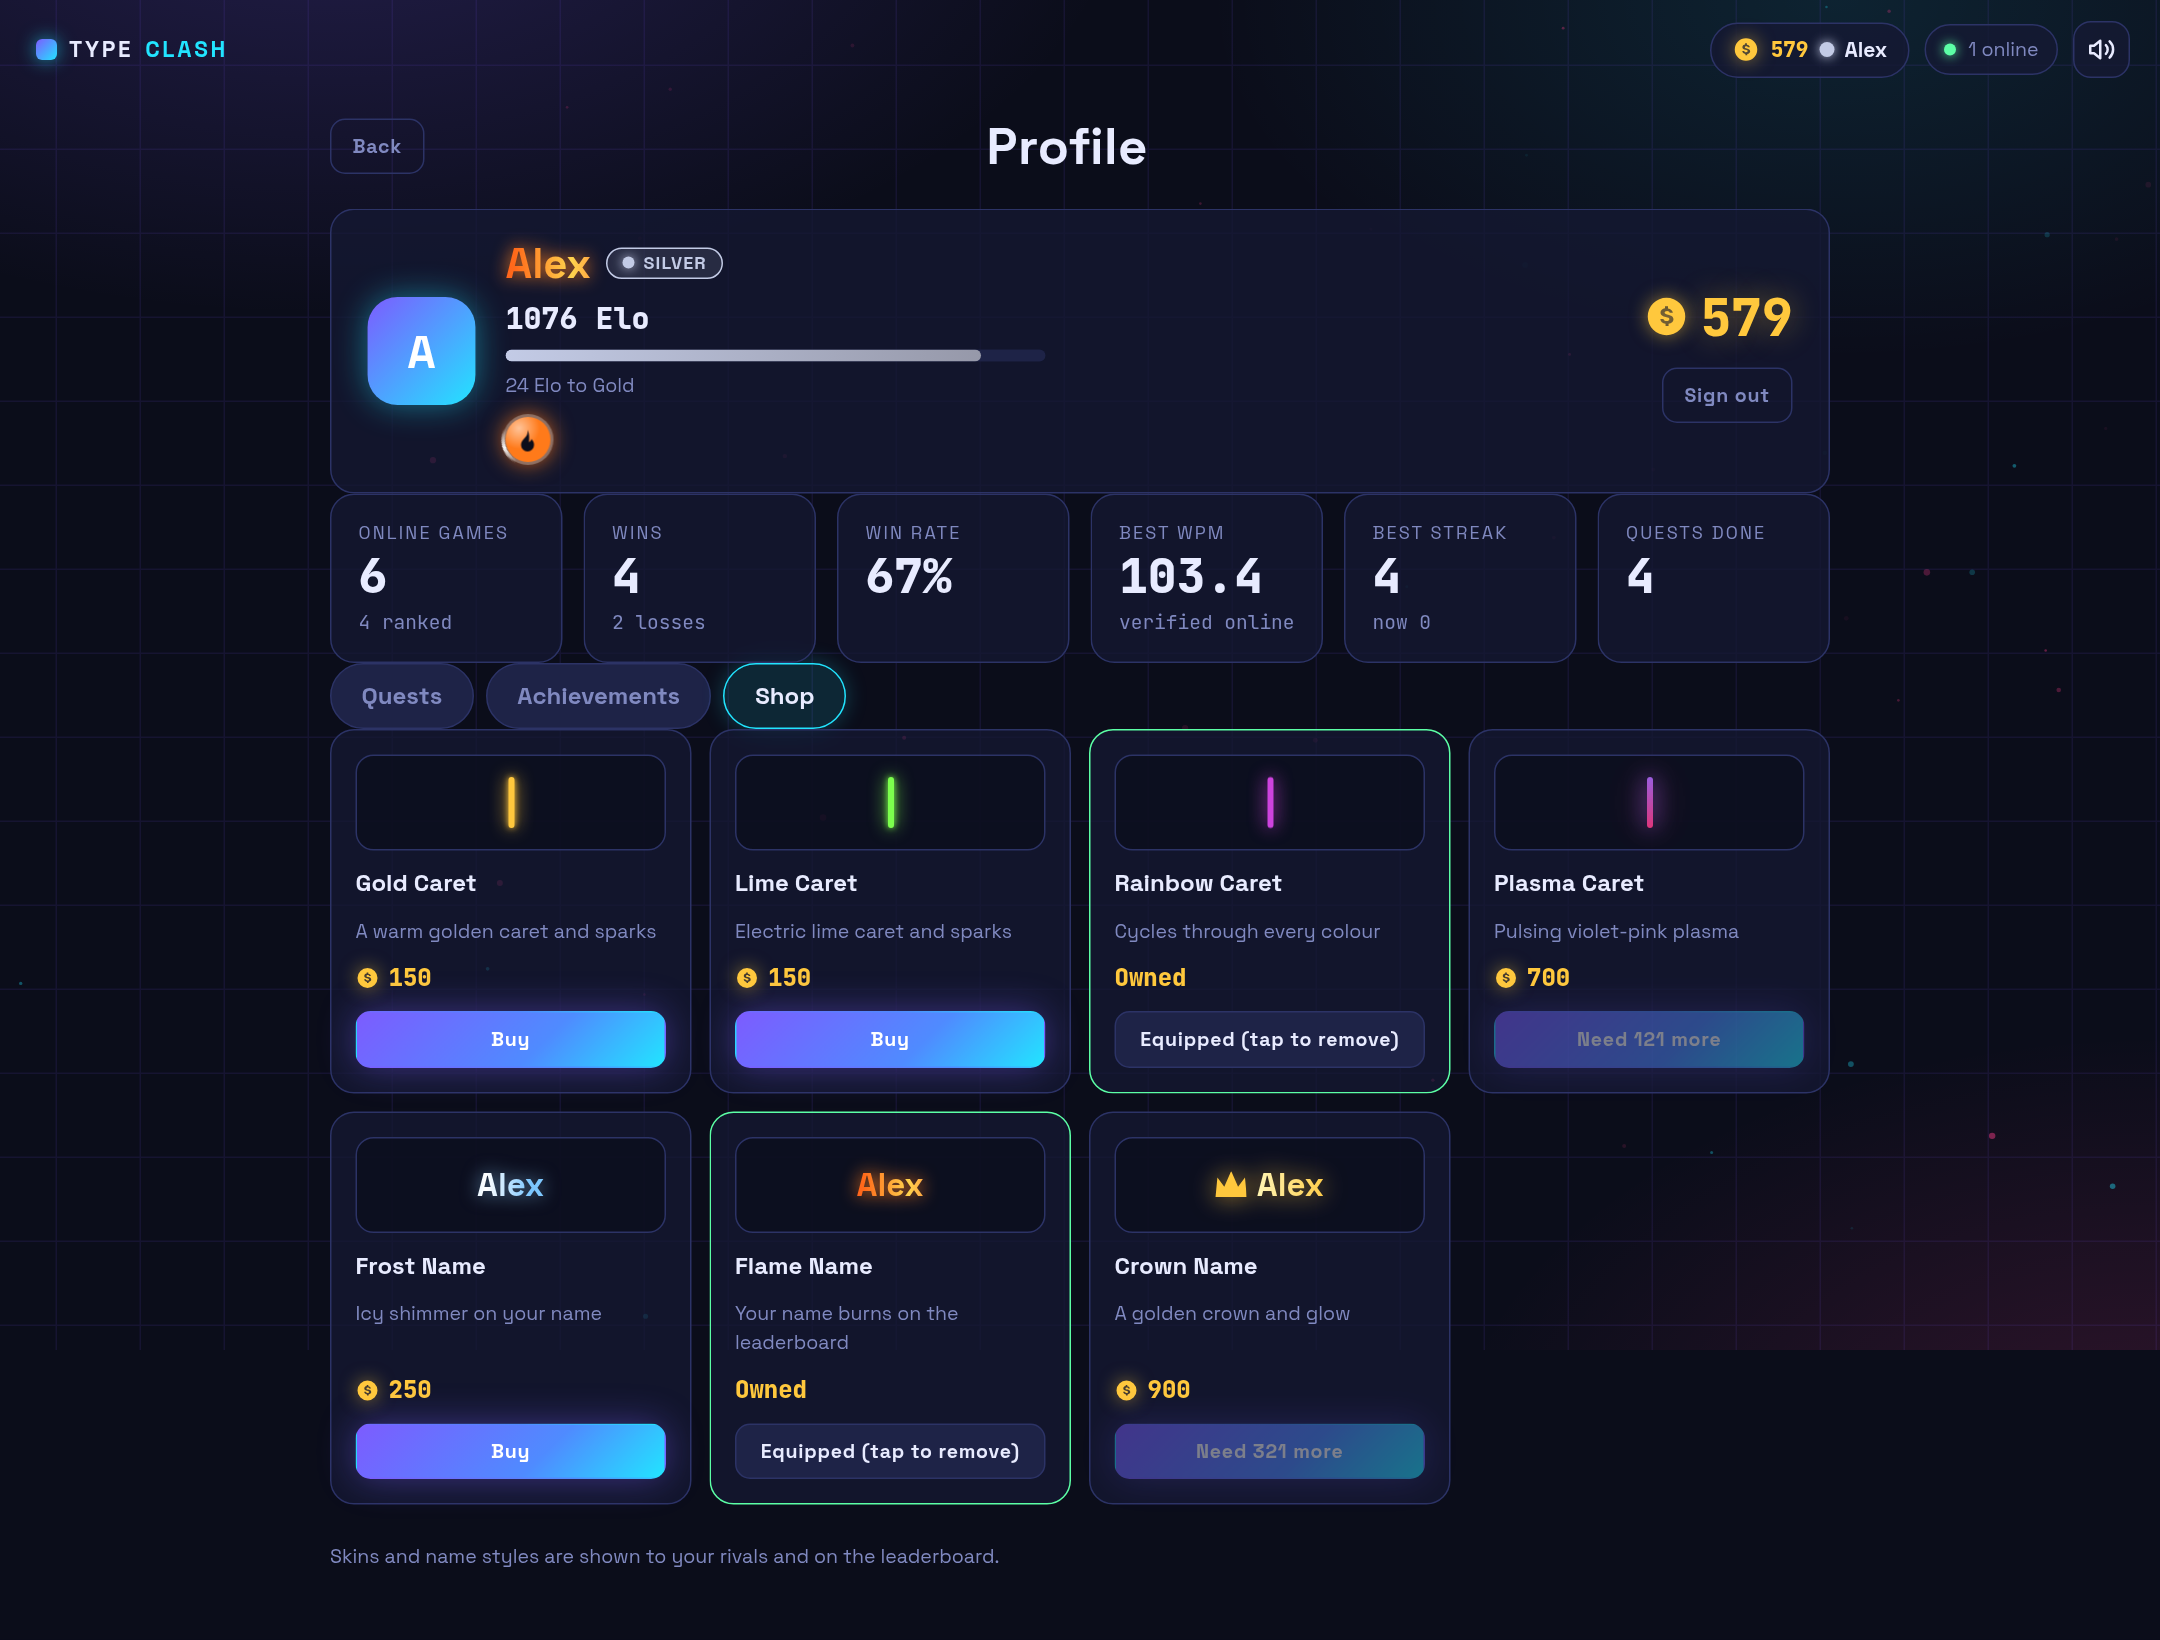 TYPE CLASH
$ 579 Alex
1 online
Back
Profile
Alex SILVER
1076 Elo
24 Elo to Gold
A
$ 579
Sign out
ONLINE GAMES
6
4 ranked
WINS
4
2 losses
WIN RATE
67%
BEST WPM
103.4
verified online
BEST STREAK
4
now 0
QUESTS DONE
4
Quests
Achievements
Shop
Gold Caret
A warm golden caret and sparks
$ 150
Buy
Lime Caret
Electric lime caret and sparks
$ 150
Buy
Rainbow Caret
Cycles through every colour
Owned
Equipped (tap to remove)
Plasma Caret
Pulsing violet-pink plasma
$ 700
Need 121 more
Alex
Frost Name
Icy shimmer on your name
$ 250
Buy
Alex
Flame Name
Your name burns on the
leaderboard
Owned
Equipped (tap to remove)
Alex
Crown Name
A golden crown and glow
$ 900
Need 321 more
Skins and name styles are shown to your rivals and on the leaderboard.